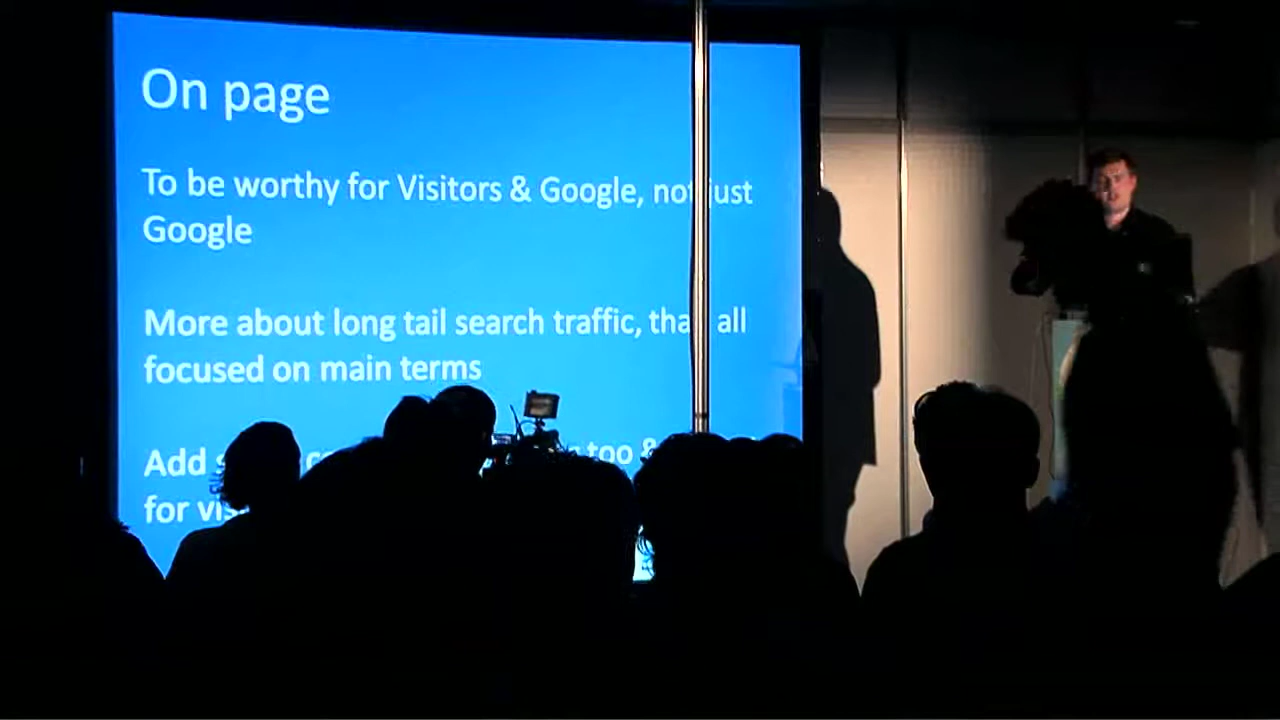 On page
To be worthy for Visitors & Google, not just
Google
More about long tail search traffic, than all
focused on main terms
Add too &
for